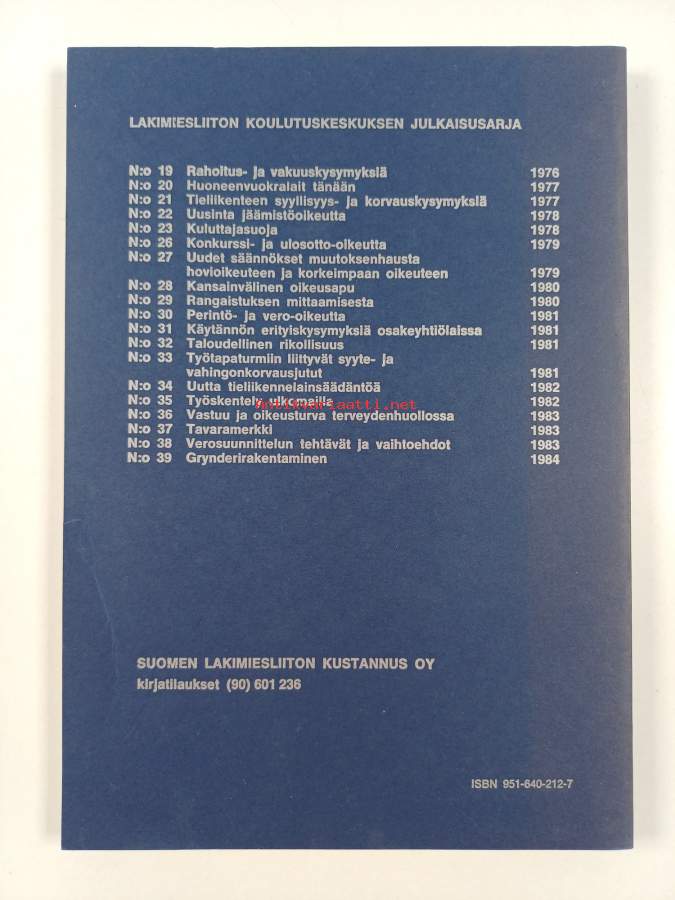 LAKIMIESLIITON KOULUTUSKESKUKSEN JULKAISUSARJA
N:o 19 Rahoitus- ja vakuuskysymyksiä 1976
N:o 20 Huoneenvuokralait tänään 1977
N:o 21 Tieliikenteen syyllisyys- ja korvauskysymyksiä 1977
N:o 22 Uusinta jäämistöoikeutta 1978
N:o 23 Kuluttajasuoja 1978
N:o 26 Konkurssi- ja ulosotto-oikeutta 1979
N:o 27 Uudet säännökset muutoksenhausta
hovioikeuteen ja korkeimpaan oikeuteen 1979
N:o 28 Kansainvälinen oikeusapu 1980
N:o 29 Rangaistuksen mittaamisesta 1980
N:o 30 Perintö- ja vero-oikeutta 1981
N:o 31 Käytännön erityiskysymyksiä osakeyhtiölaissa 1981
N:o 32 Taloudellinen rikollisuus 1981
N:o 33 Työtapaturmiin liittyvät syyte- ja
vahingonkorvausjutut 1981
N:o 34 Uutta tieliikennelainsäädäntöä 1982
N:o 35 Työskentely ulkomailla 1982
antikvariaatti.net
N:o 36 Vastuu ja oikeusturva terveydenhuollossa 1983
N:o 37 Tavaramerkki 1983
N:o 38 Verosuunnittelun tehtävät ja vaihtoehdot 1983
N:o 39 Grynderirakentaminen 1984
SUOMEN LAKIMIESLIITON KUSTANNUS OY
kirjatilaukset (90) 601 236
ISBN 951-640-212-7